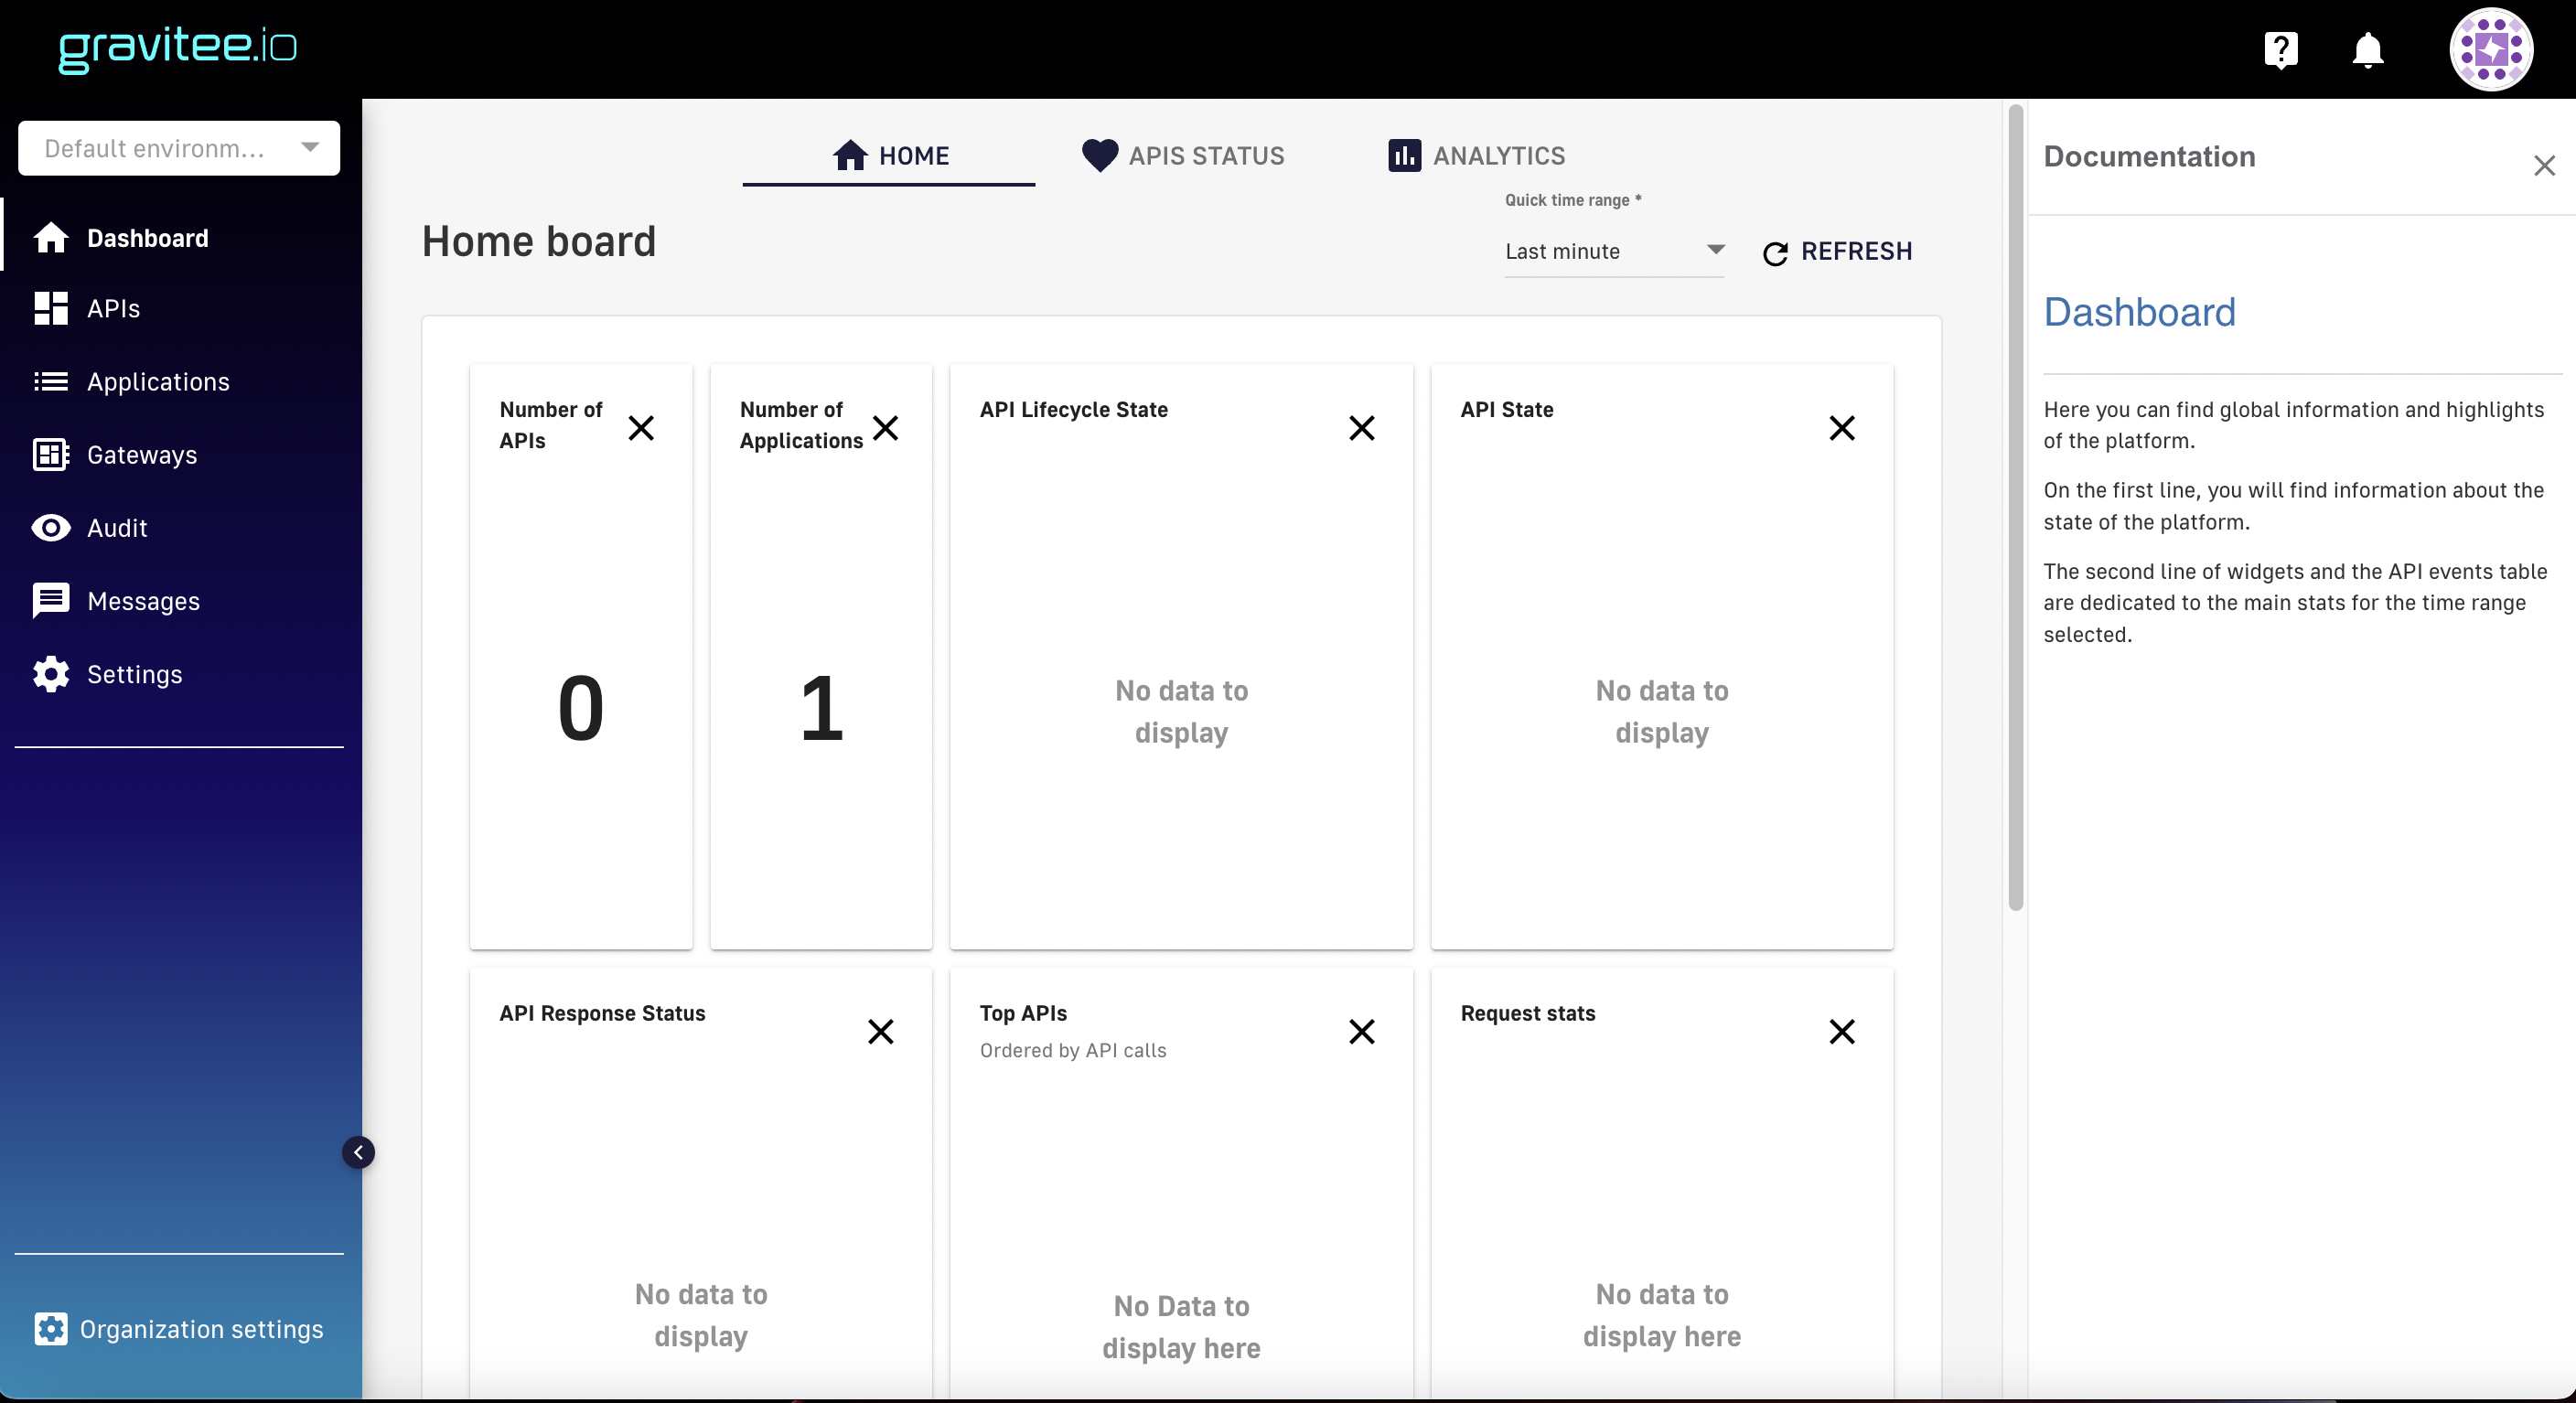 gravitee.io
Default environm...
Dashboard
APIs
Applications
Gateways
Audit
Messages
Settings
Organization settings
HOME
APIS STATUS
ANALYTICS
Home board
Quick time range *
Last minute
REFRESH
Number of
APIs
0
Number of
Applications
1
API Lifecycle State
No data to
display
API State
No data to
display
API Response Status
No data to
display
Top APIs
Ordered by API calls
No Data to
display here
Request stats
No data to
display here
Documentation
Dashboard
Here you can find global information and highlights
of the platform.
On the first line, you will find information about the
state of the platform.
The second line of widgets and the API events table
are dedicated to the main stats for the time range
selected.